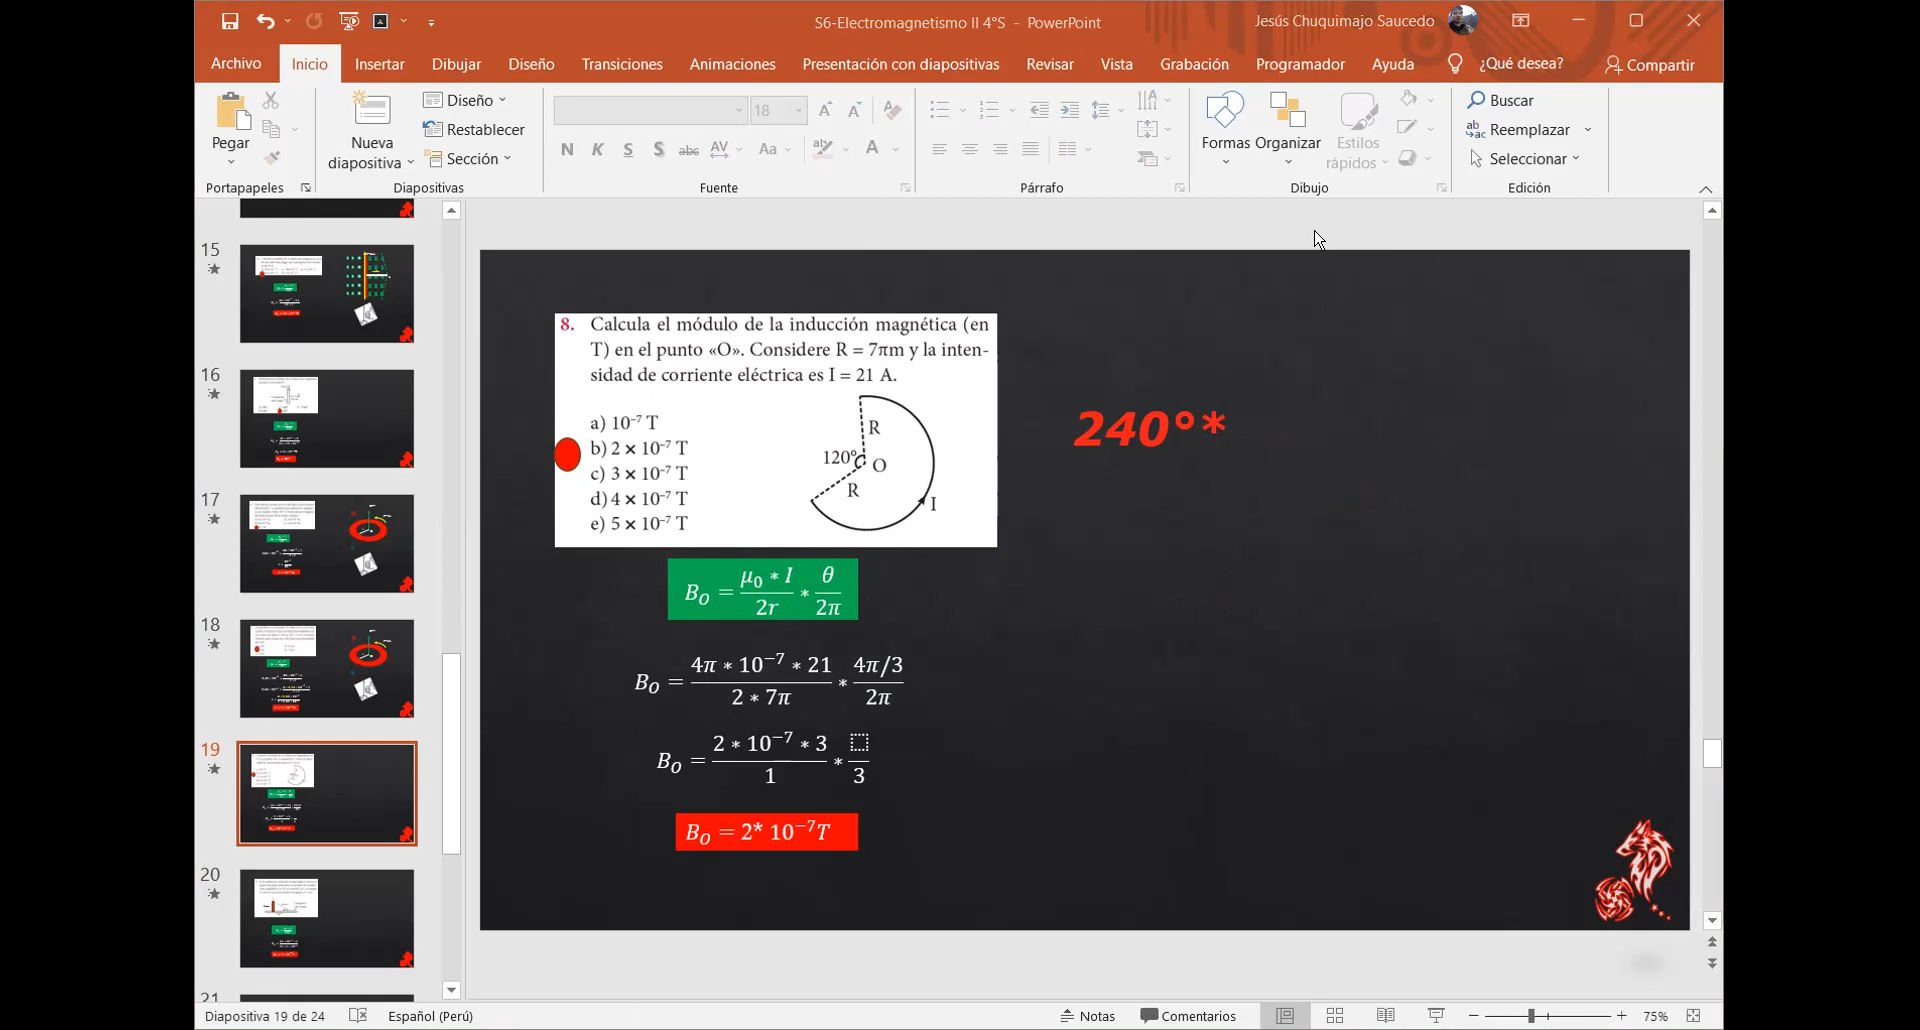 S6-Electromagnetismo II 4°S - PowerPoint
Jesús Chuquimajo Saucedo
Archivo
Inicio
Insertar
Dibujar
Diseño
Transiciones
Animaciones
Presentación con diapositivas
Revisar
Vista
Grabación
Programador
Ayuda
¿Qué desea?
Compartir
Pegar
Nueva
diapositiva
Diseño
Restablecer
Sección
18
N K S S abc AV Aa A
Formas
Organizar
Estilos
rápidos
Buscar
Reemplazar
Seleccionar
Portapapeles
Diapositivas
Fuente
Párrafo
Dibujo
Edición
15
16
17
18
19
20
21
8. Calcula el módulo de la inducción magnética (en
T) en el punto «O». Considere R = 7πm y la inten-
sidad de corriente eléctrica es I = 21 A.
a) 10⁻⁷ T
b) 2 × 10⁻⁷ T
c) 3 × 10⁻⁷ T
d) 4 × 10⁻⁷ T
e) 5 × 10⁻⁷ T
R
120°
O
R
I
240°*
B_O = (μ₀ * I)/(2r) * θ/(2π)
B_O = (4π * 10⁻⁷ * 21)/(2 * 7π) * (4π/3)/(2π)
B_O = (2 * 10⁻⁷ * 3)/1 * ⬚/3
B_O = 2* 10⁻⁷T
Diapositiva 19 de 24
Español (Perú)
Notas
Comentarios
75%